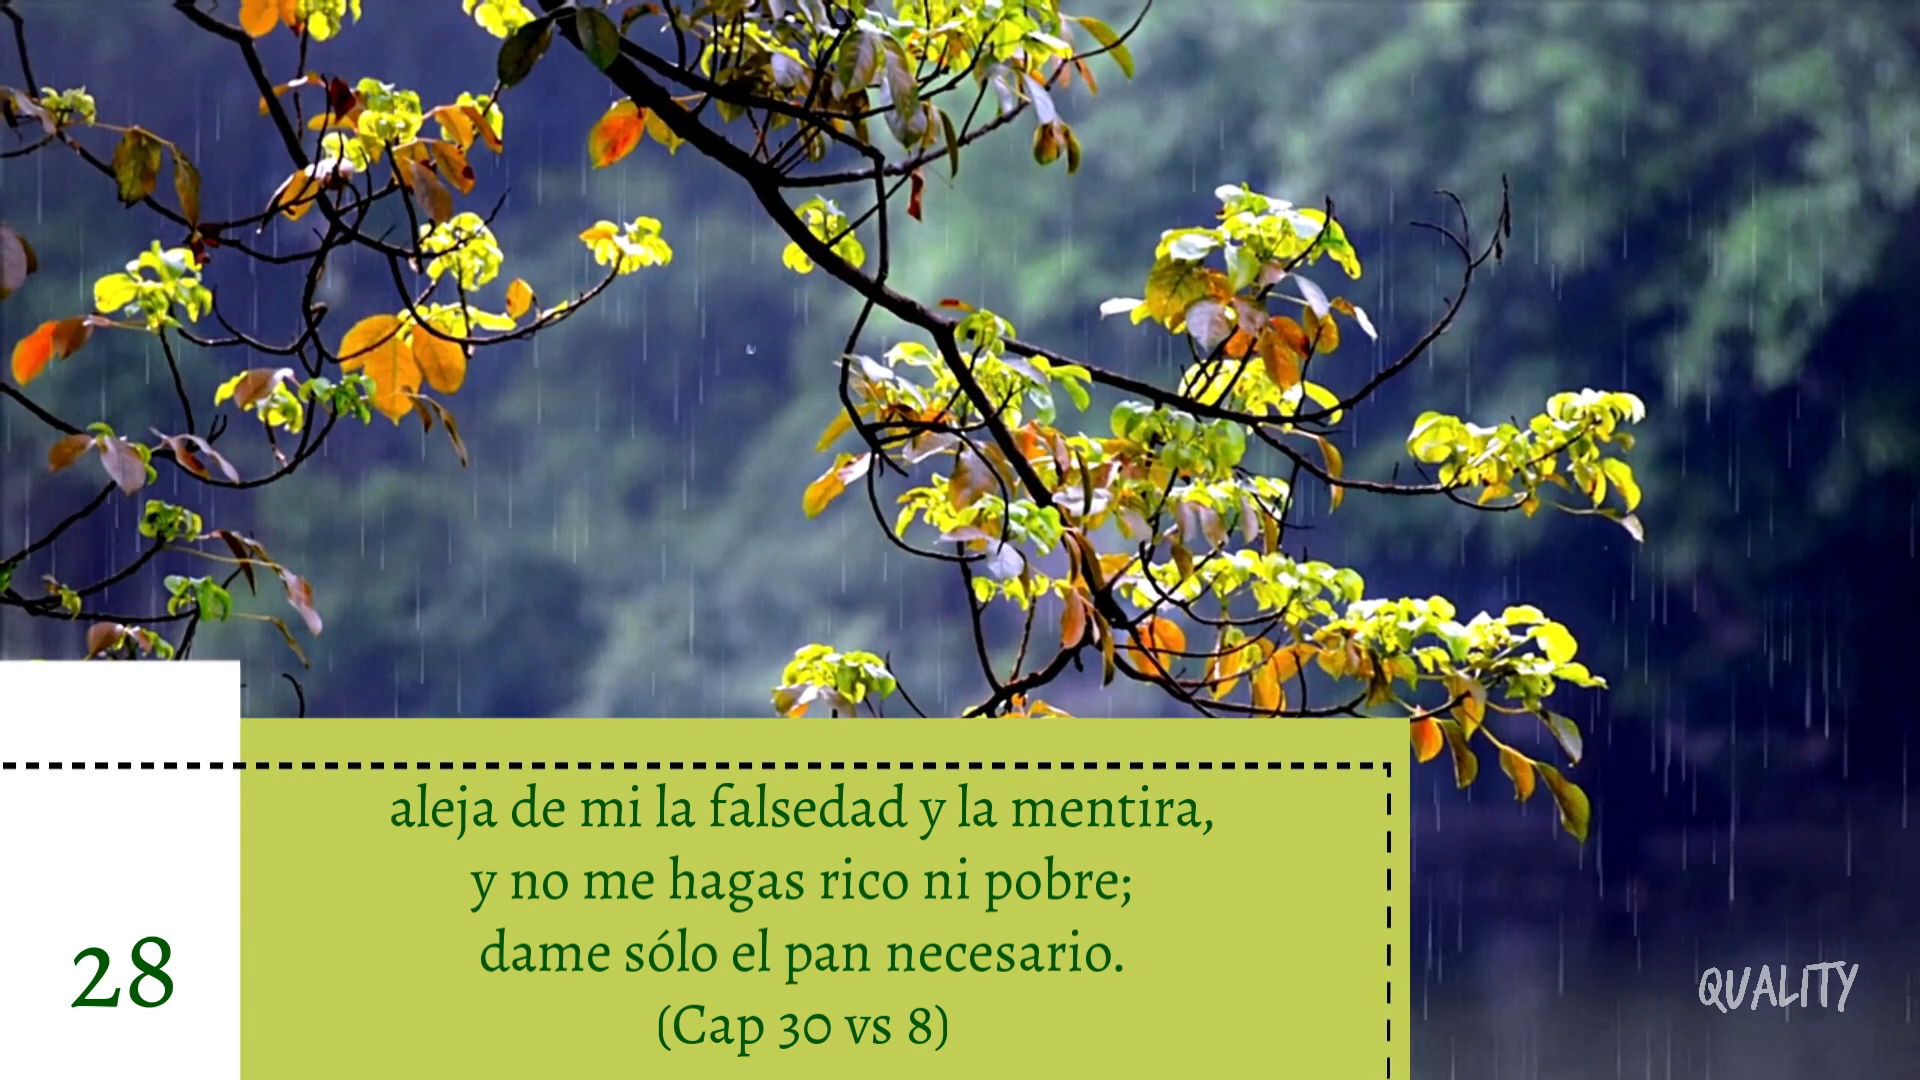 aleja de mi la falsedad y la mentira,
y no me hagas rico ni pobre;
dame sólo el pan necesario.
(Cap 30 vs 8)
28
QUALITY